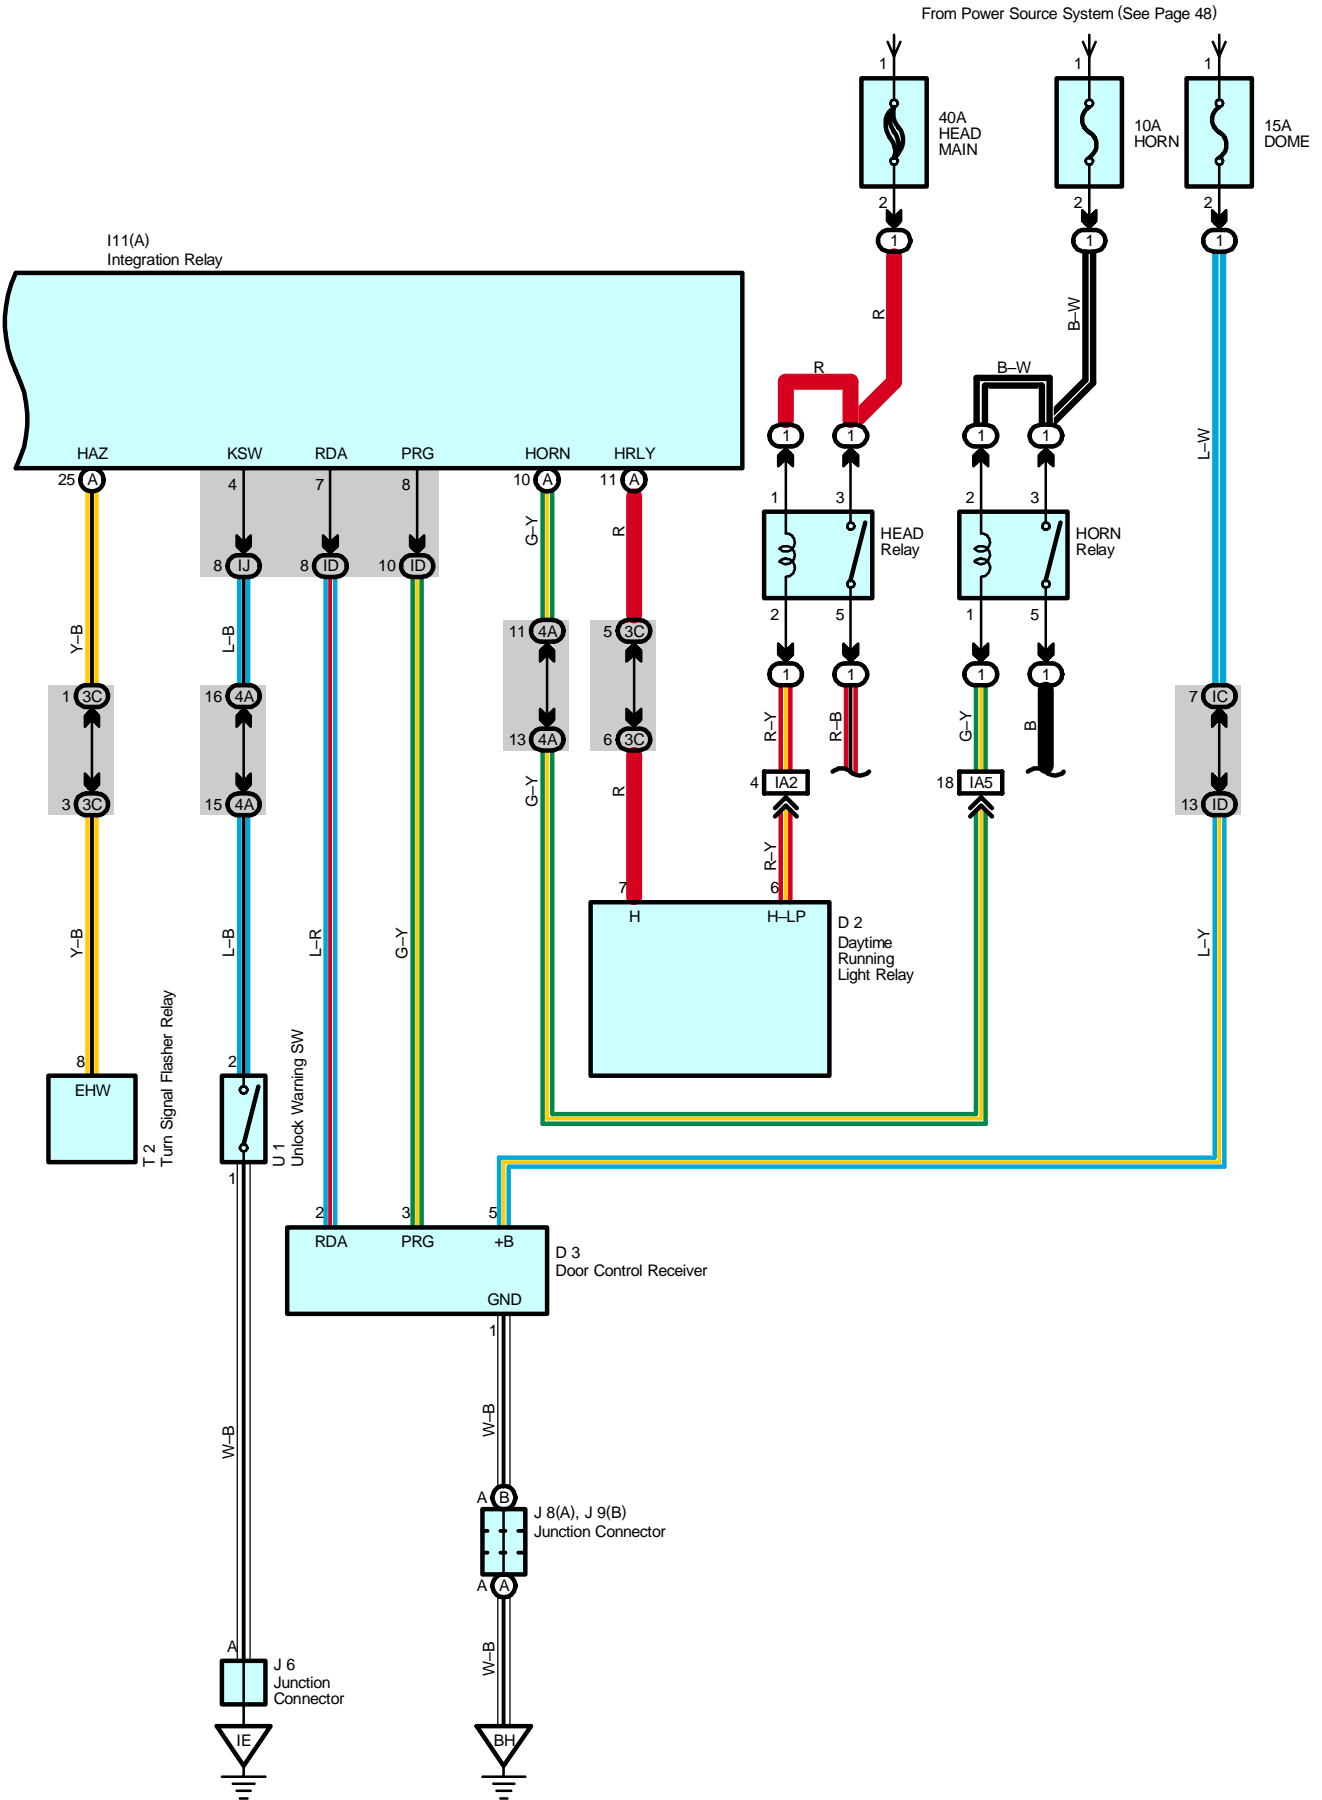 From Power Source System (See Page 48)
1
1
1
40A
HEAD
MAIN
10A
HORN
15A
DOME
2
2
2
1
1
1
I11(A)
Integration Relay
R
B–W
R
B–W
L–W
1
1
1
1
HAZ
KSW
RDA
PRG
HORN
HRLY
25
A
4
7
8
10
A
11
A
1
3
2
3
G–Y
R
HEAD
Relay
HORN
Relay
8
IJ
8
ID
10
ID
2
5
1
5
Y–B
L–B
11
4A
5
3C
1
1
1
1
1
3C
16
4A
R–Y
R–B
G–Y
B
7
IC
13
4A
6
3C
3
3C
15
4A
G–Y
R
4
IA2
18
IA5
13
ID
R–Y
7
6
H
H–LP
D 2
Daytime
Running
Light Relay
Y–B
L–B
L–R
G–Y
L–Y
8
EHW
T 2
Turn Signal Flasher Relay
2
U 1
Unlock Warning SW
1
2
3
5
RDA
PRG
+B
D 3
Door Control Receiver
GND
1
W–B
W–B
A
B
J 8(A), J 9(B)
Junction Connector
A
A
W–B
A
J 6
Junction
Connector
IE
BH